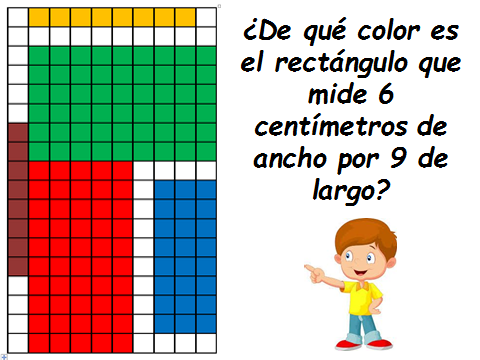 ¿De qué color es
el rectángulo que
mide 6
centímetros de
ancho por 9 de
largo?